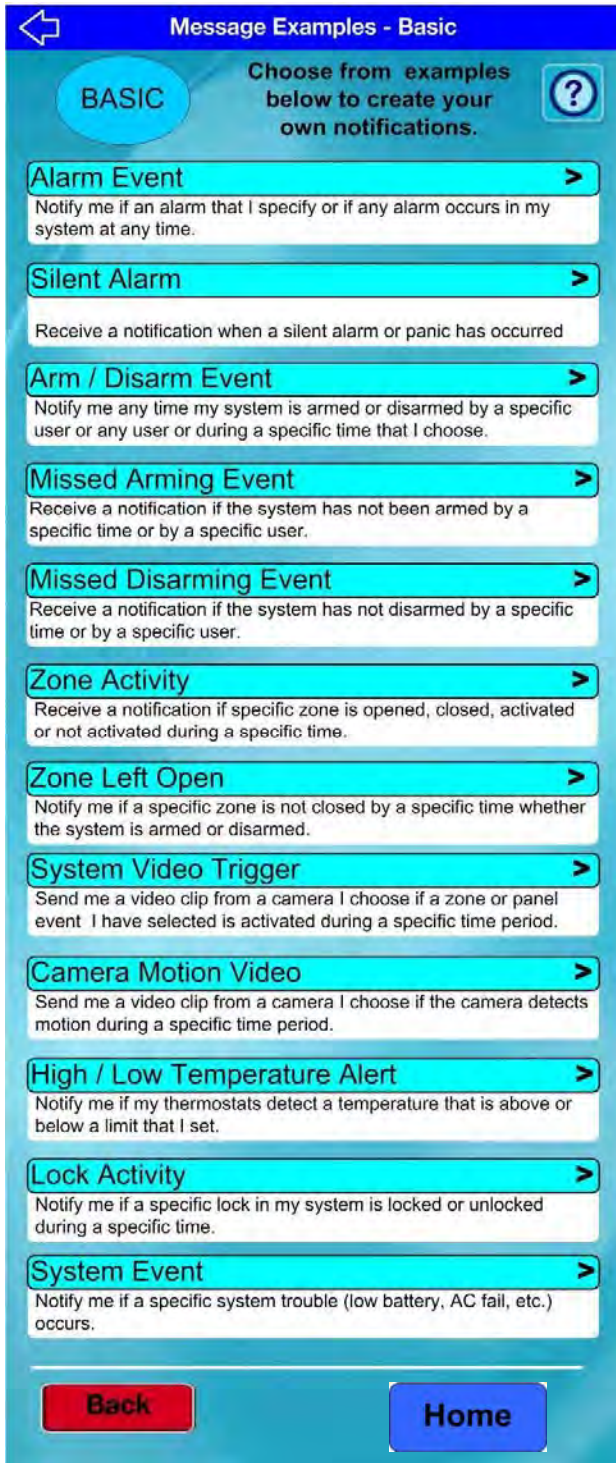 Message Examples - Basic
BASIC
Choose from examples
below to create your
own notifications.
?
Alarm Event >
Notify me if an alarm that I specify or if any alarm occurs in my
system at any time.
Silent Alarm >
Receive a notification when a silent alarm or panic has occurred
Arm / Disarm Event >
Notify me any time my system is armed or disarmed by a specific
user or any user or during a specific time that I choose.
Missed Arming Event >
Receive a notification if the system has not been armed by a
specific time or by a specific user.
Missed Disarming Event >
Receive a notification if the system has not disarmed by a specific
time or by a specific user.
Zone Activity >
Receive a notification if specific zone is opened, closed, activated
or not activated during a specific time.
Zone Left Open >
Notify me if a specific zone is not closed by a specific time whether
the system is armed or disarmed.
System Video Trigger >
Send me a video clip from a camera I choose if a zone or panel
event I have selected is activated during a specific time period.
Camera Motion Video >
Send me a video clip from a camera I choose if the camera detects
motion during a specific time period.
High / Low Temperature Alert >
Notify me if my thermostats detect a temperature that is above or
below a limit that I set.
Lock Activity >
Notify me if a specific lock in my system is locked or unlocked
during a specific time.
System Event >
Notify me if a specific system trouble (low battery, AC fail, etc.)
occurs.
Back
Home